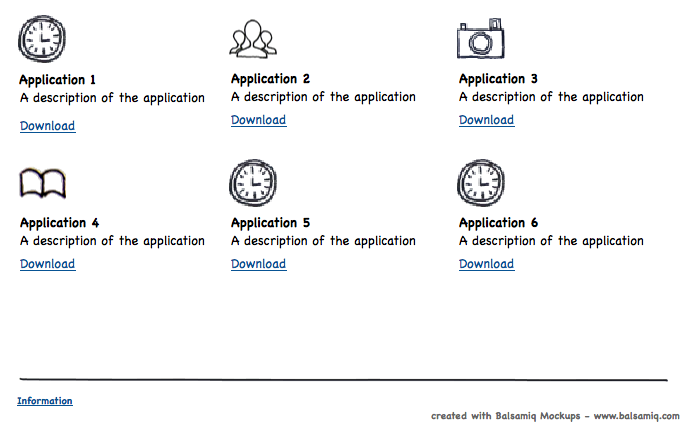 Application 1
A description of the application
Download
Application 2
A description of the application
Download
Application 3
A description of the application
Download
Application 4
A description of the application
Download
Application 5
A description of the application
Download
Application 6
A description of the application
Download
Information
created with Balsamiq Mockups - www.balsamiq.com